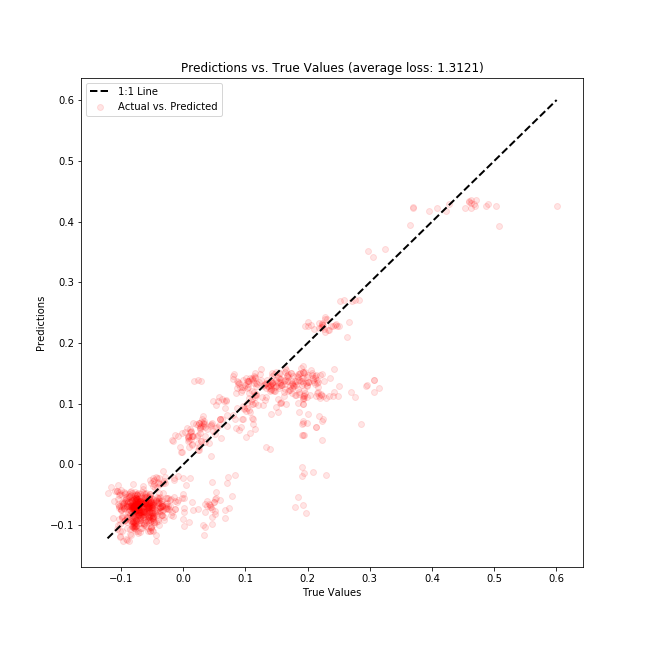 Predictions vs. True Values (average loss: 1.3121)
1:1 Line
Actual vs. Predicted
0.6
0.5
0.4
0.3
0.2
0.1
0.0
−0.1
Predictions
−0.1 0.0 0.1 0.2 0.3 0.4 0.5 0.6
True Values